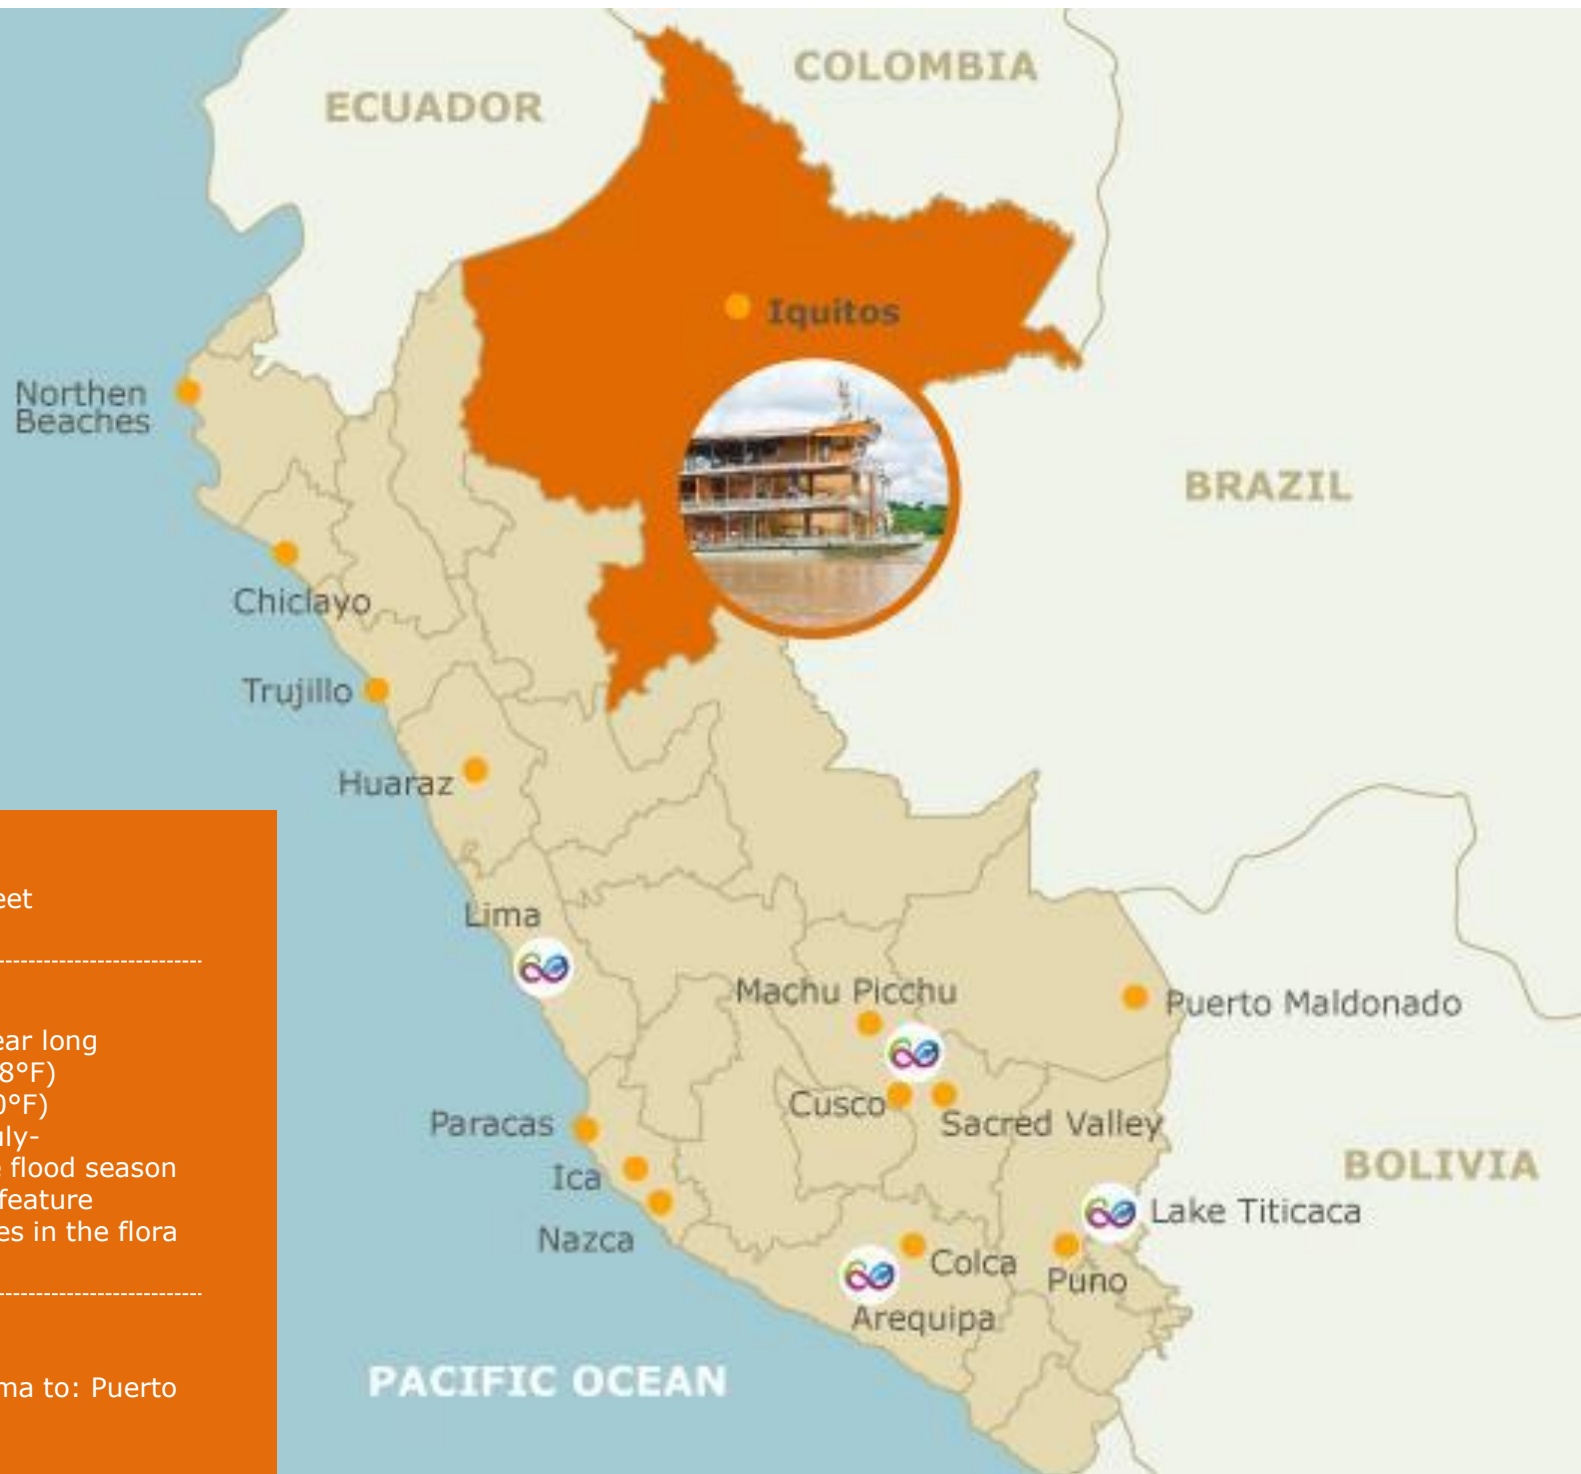 COLOMBIA
ECUADOR
Iquitos
Northen
Beaches
BRAZIL
Chiclayo
Trujillo
Huaraz
Lima
Machu Picchu
Puerto Maldonado
Cusco
Sacred Valley
Paracas
Ica
Nazca
BOLIVIA
Lake Titicaca
Colca
Puno
Arequipa
PACIFIC OCEAN
eet
ear long
8°F)
0°F)
uly-
e flood season
feature
es in the flora
ma to: Puerto